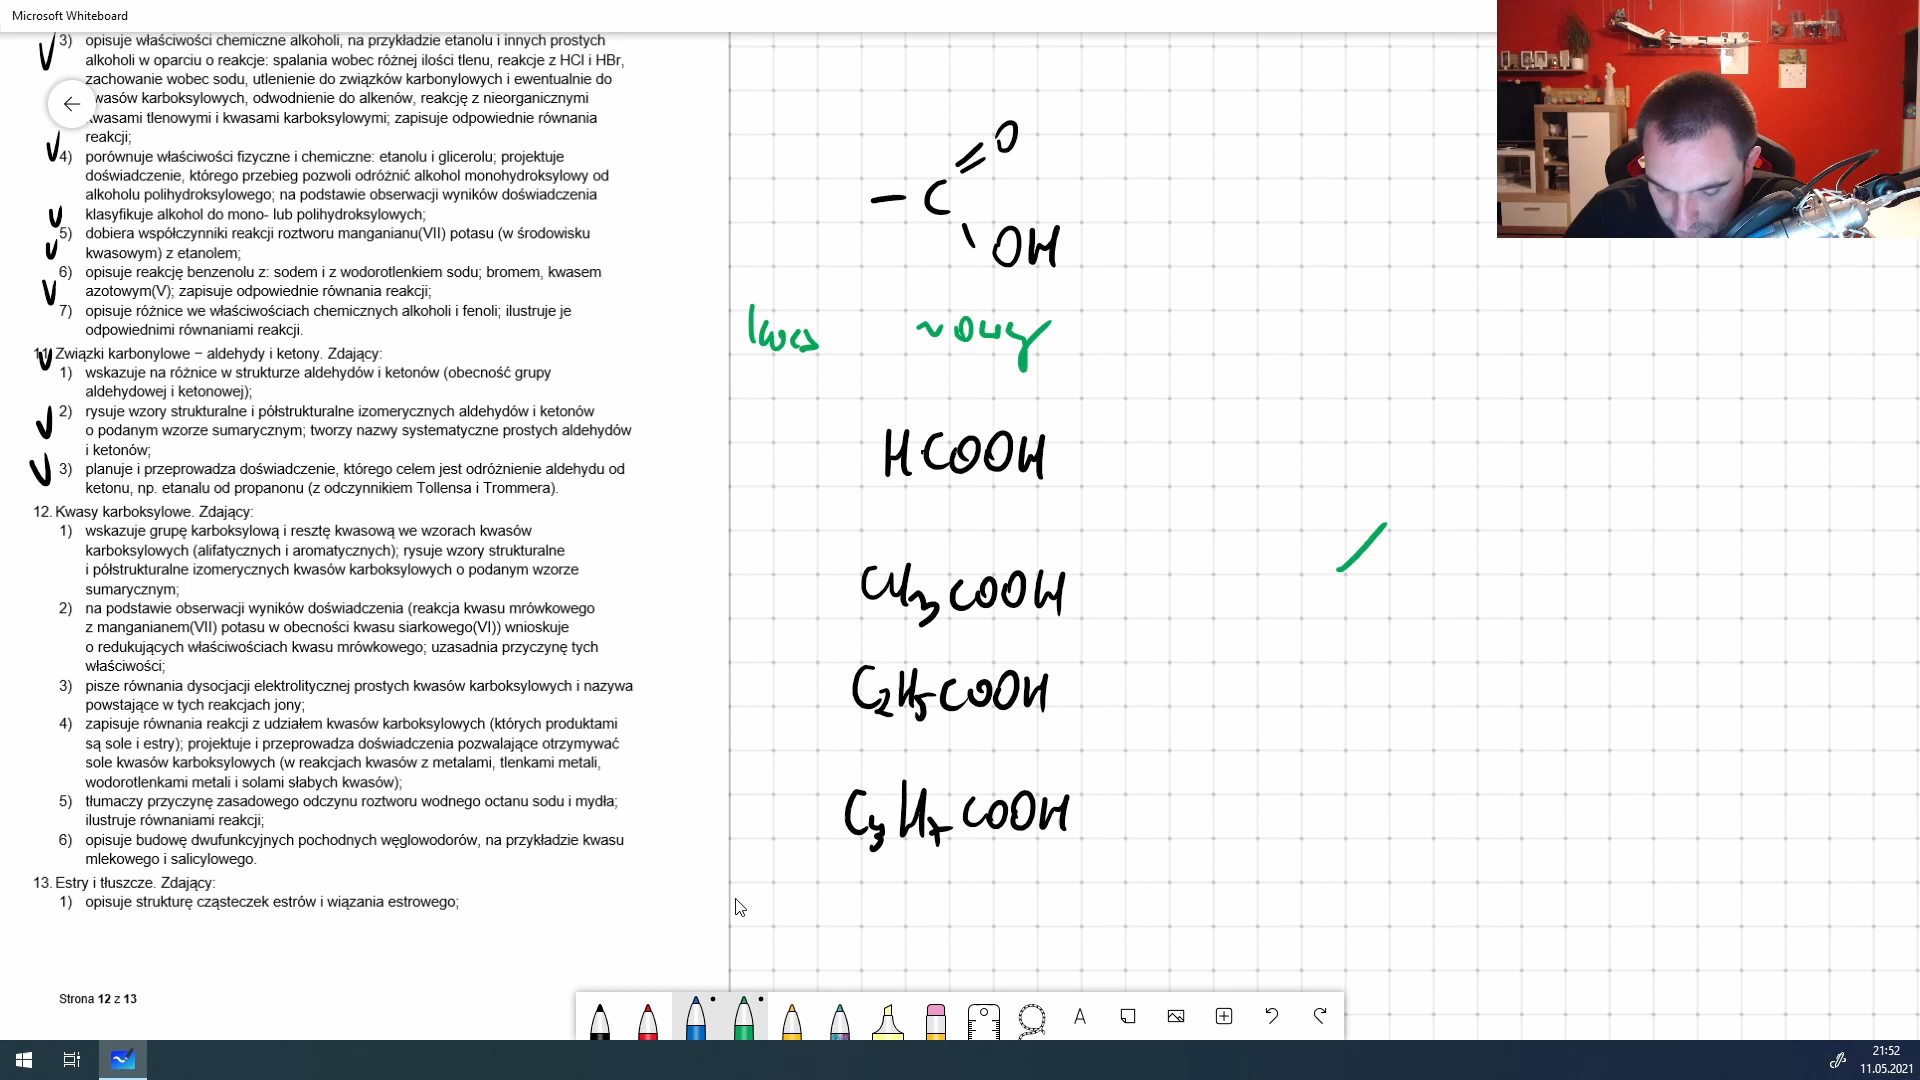 Microsoft Whiteboard
3) opisuje właściwości chemiczne alkoholi, na przykładzie etanolu i innych prostych
alkoholi w oparciu o reakcje: spalania wobec różnej ilości tlenu, reakcje z HCl i HBr,
zachowanie wobec sodu, utlenienie do związków karbonylowych i ewentualnie do
kwasów karboksylowych, odwodnienie do alkenów, reakcję z nieorganicznymi
kwasami tlenowymi i kwasami karboksylowymi; zapisuje odpowiednie równania
reakcji;
4) porównuje właściwości fizyczne i chemiczne: etanolu i glicerolu; projektuje
doświadczenie, którego przebieg pozwoli odróżnić alkohol monohydroksylowy od
alkoholu polihydroksylowego; na podstawie obserwacji wyników doświadczenia
klasyfikuje alkohol do mono- lub polihydroksylowych;
5) dobiera współczynniki reakcji roztworu manganianu(VII) potasu (w środowisku
kwasowym) z etanolem;
6) opisuje reakcję benzenolu z: sodem i z wodorotlenkiem sodu; bromem, kwasem
azotowym(V); zapisuje odpowiednie równania reakcji;
7) opisuje różnice we właściwościach chemicznych alkoholi i fenoli; ilustruje je
odpowiednimi równaniami reakcji.
11. Związki karbonylowe − aldehydy i ketony. Zdający:
1) wskazuje na różnice w strukturze aldehydów i ketonów (obecność grupy
aldehydowej i ketonowej);
2) rysuje wzory strukturalne i półstrukturalne izomerycznych aldehydów i ketonów
o podanym wzorze sumarycznym; tworzy nazwy systematyczne prostych aldehydów
i ketonów;
3) planuje i przeprowadza doświadczenie, którego celem jest odróżnienie aldehydu od
ketonu, np. etanalu od propanonu (z odczynnikiem Tollensa i Trommera).
12. Kwasy karboksylowe. Zdający:
1) wskazuje grupę karboksylową i resztę kwasową we wzorach kwasów
karboksylowych (alifatycznych i aromatycznych); rysuje wzory strukturalne
i półstrukturalne izomerycznych kwasów karboksylowych o podanym wzorze
sumarycznym;
2) na podstawie obserwacji wyników doświadczenia (reakcja kwasu mrówkowego
z manganianem(VII) potasu w obecności kwasu siarkowego(VI)) wnioskuje
o redukujących właściwościach kwasu mrówkowego; uzasadnia przyczynę tych
właściwości;
3) pisze równania dysocjacji elektrolitycznej prostych kwasów karboksylowych i nazywa
powstające w tych reakcjach jony;
4) zapisuje równania reakcji z udziałem kwasów karboksylowych (których produktami
są sole i estry); projektuje i przeprowadza doświadczenia pozwalające otrzymywać
sole kwasów karboksylowych (w reakcjach kwasów z metalami, tlenkami metali,
wodorotlenkami metali i solami słabych kwasów);
5) tłumaczy przyczynę zasadowego odczynu roztworu wodnego octanu sodu i mydła;
ilustruje równaniami reakcji;
6) opisuje budowę dwufunkcyjnych pochodnych węglowodorów, na przykładzie kwasu
mlekowego i salicylowego.
13. Estry i tłuszcze. Zdający:
1) opisuje strukturę cząsteczek estrów i wiązania estrowego;
Strona 12 z 13
O
– C
OH
kwas ~owy
HCOOH
CH3COOH
C2H5COOH
C3H7COOH
A
21:52
11.05.2021